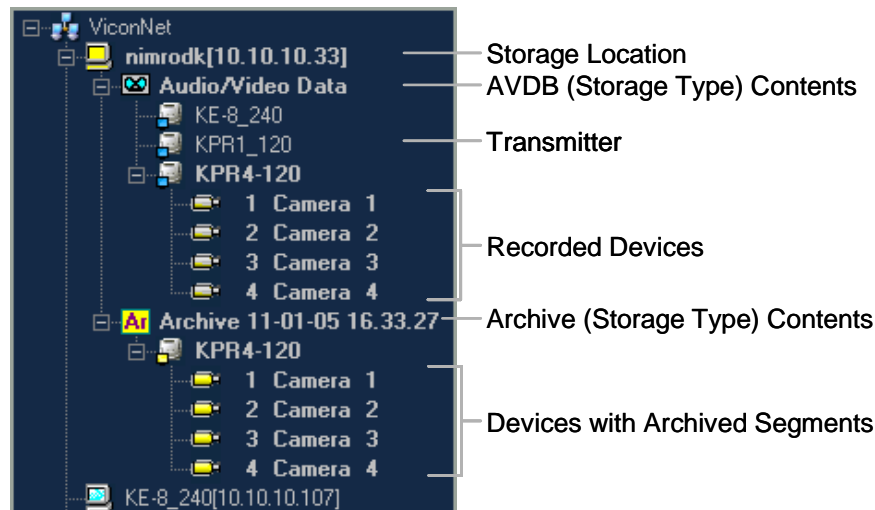 ViconNet
nimrodk[10.10.10.33]
Storage Location
Audio/Video Data
AVDB (Storage Type) Contents
KE-8_240
KPR1_120
Transmitter
KPR4-120
1 Camera 1
2 Camera 2
3 Camera 3
4 Camera 4
Recorded Devices
Ar Archive 11-01-05 16.33.27
Archive (Storage Type) Contents
KPR4-120
1 Camera 1
2 Camera 2
3 Camera 3
4 Camera 4
Devices with Archived Segments
KE-8_240[10.10.10.107]